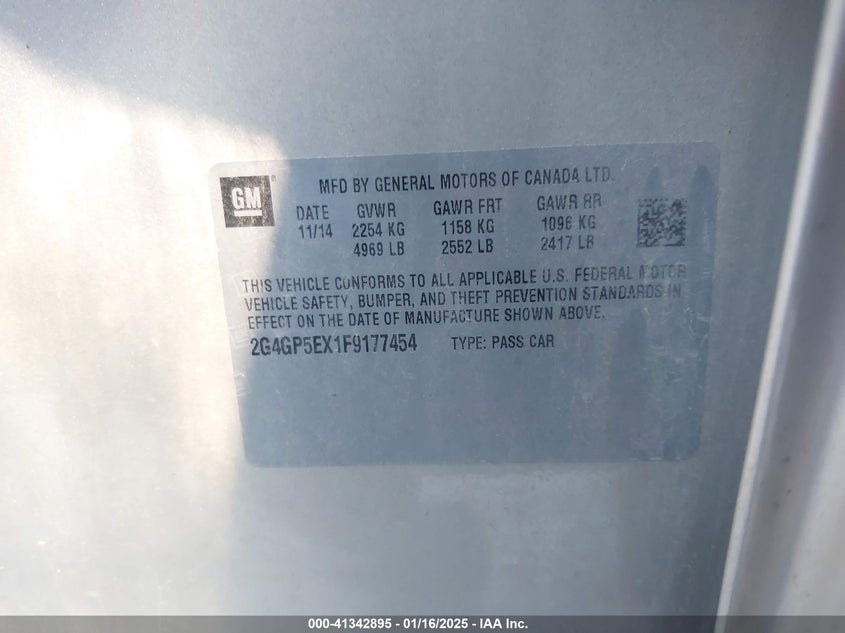 GM
MFD BY GENERAL MOTORS OF CANADA LTD.
DATE GVWR GAWR FRT GAWR RR
11/14 2254 KG 1158 KG 1096 KG
4969 LB 2552 LB 2417 LB
THIS VEHICLE CONFORMS TO ALL APPLICABLE U.S. FEDERAL MOTOR
VEHICLE SAFETY, BUMPER, AND THEFT PREVENTION STANDARDS IN
EFFECT ON THE DATE OF MANUFACTURE SHOWN ABOVE.
2G4GP5EX1F9177454 TYPE: PASS CAR
000-41342895 - 01/16/2025 - IAA Inc.